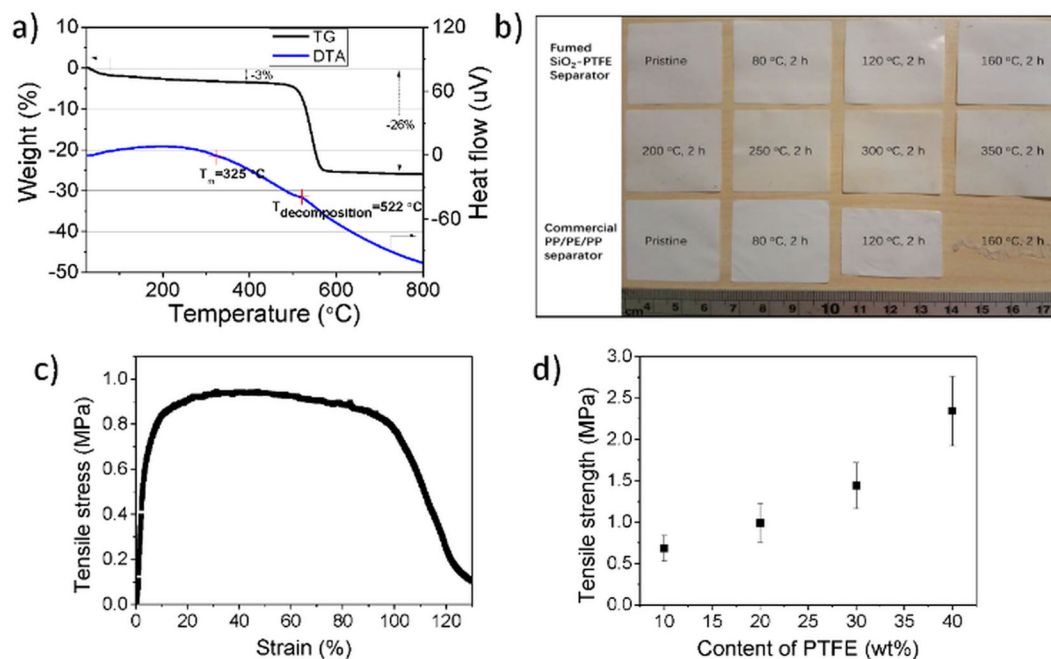 a)
TG
DTA
-3%
-26%
Tm=325 °C
Tdecomposition=522 °C
10
0
-10
-20
-30
-40
-50
Weight (%)
120
60
0
-60
Heat flow (uV)
200
400
600
800
Temperature (°C)
b)
Fumed
SiO2-PTFE
Separator
Pristine
80 °C, 2 h
120 °C, 2 h
160 °C, 2 h
200 °C, 2 h
250 °C, 2 h
300 °C, 2 h
350 °C, 2 h
Commercial
PP/PE/PP
separator
Pristine
80 °C, 2 h
120 °C, 2 h
160 °C, 2 h
cm 4 5 6 7 8 9 10 11 12 13 14 15 16 17
c)
1.0
0.8
0.6
0.4
0.2
0.0
Tensile stress (MPa)
0 20 40 60 80 100 120
Strain (%)
d)
3.0
2.5
2.0
1.5
1.0
0.5
0.0
Tensile strength (MPa)
10 15 20 25 30 35 40
Content of PTFE (wt%)